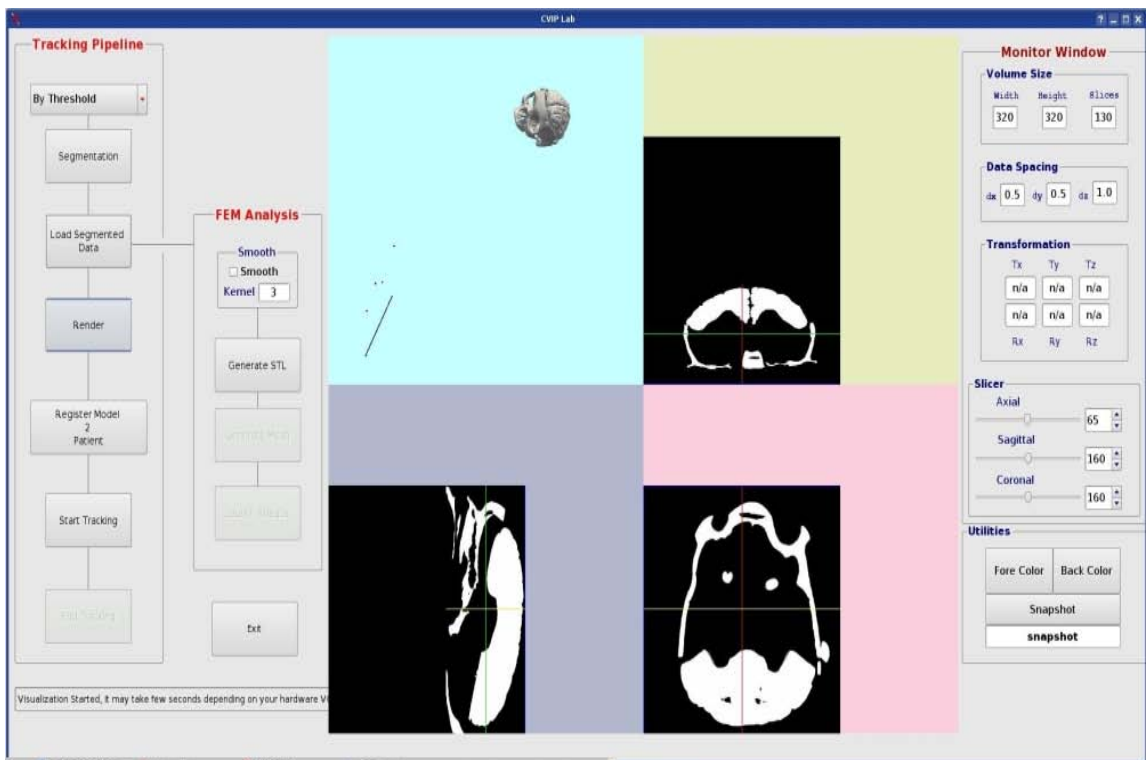 CVIP Lab
Tracking Pipeline
By Threshold
Segmentation
Load Segmented
Data
Render
Register Model
2
Patient
Start Tracking
FEM Analysis
Smooth
Smooth
Kernel 3
Generate STL
Exit
Visualization Started, it may take few seconds depending on your hardware
Monitor Window
Volume Size
Width Height Slices
320 320 130
Data Spacing
dx 0.5 dy 0.5 dz 1.0
Transformation
Tx Ty Tz
n/a n/a n/a
n/a n/a n/a
Rx Ry Rz
Slicer
Axial
65
Sagittal
160
Coronal
160
Utilities
Fore Color Back Color
Snapshot
snapshot